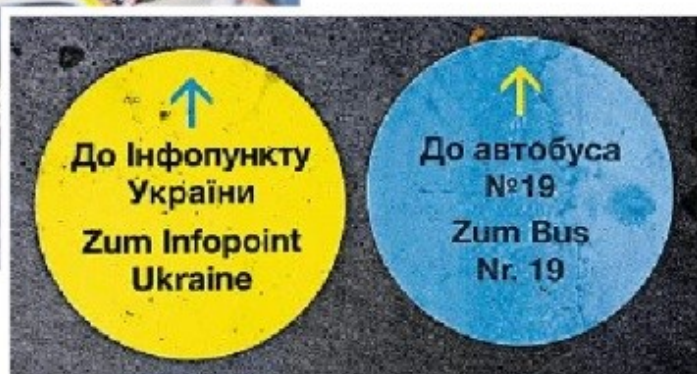 До Інфопункту
України
Zum Infopoint
Ukraine
До автобуса
№19
Zum Bus
Nr. 19